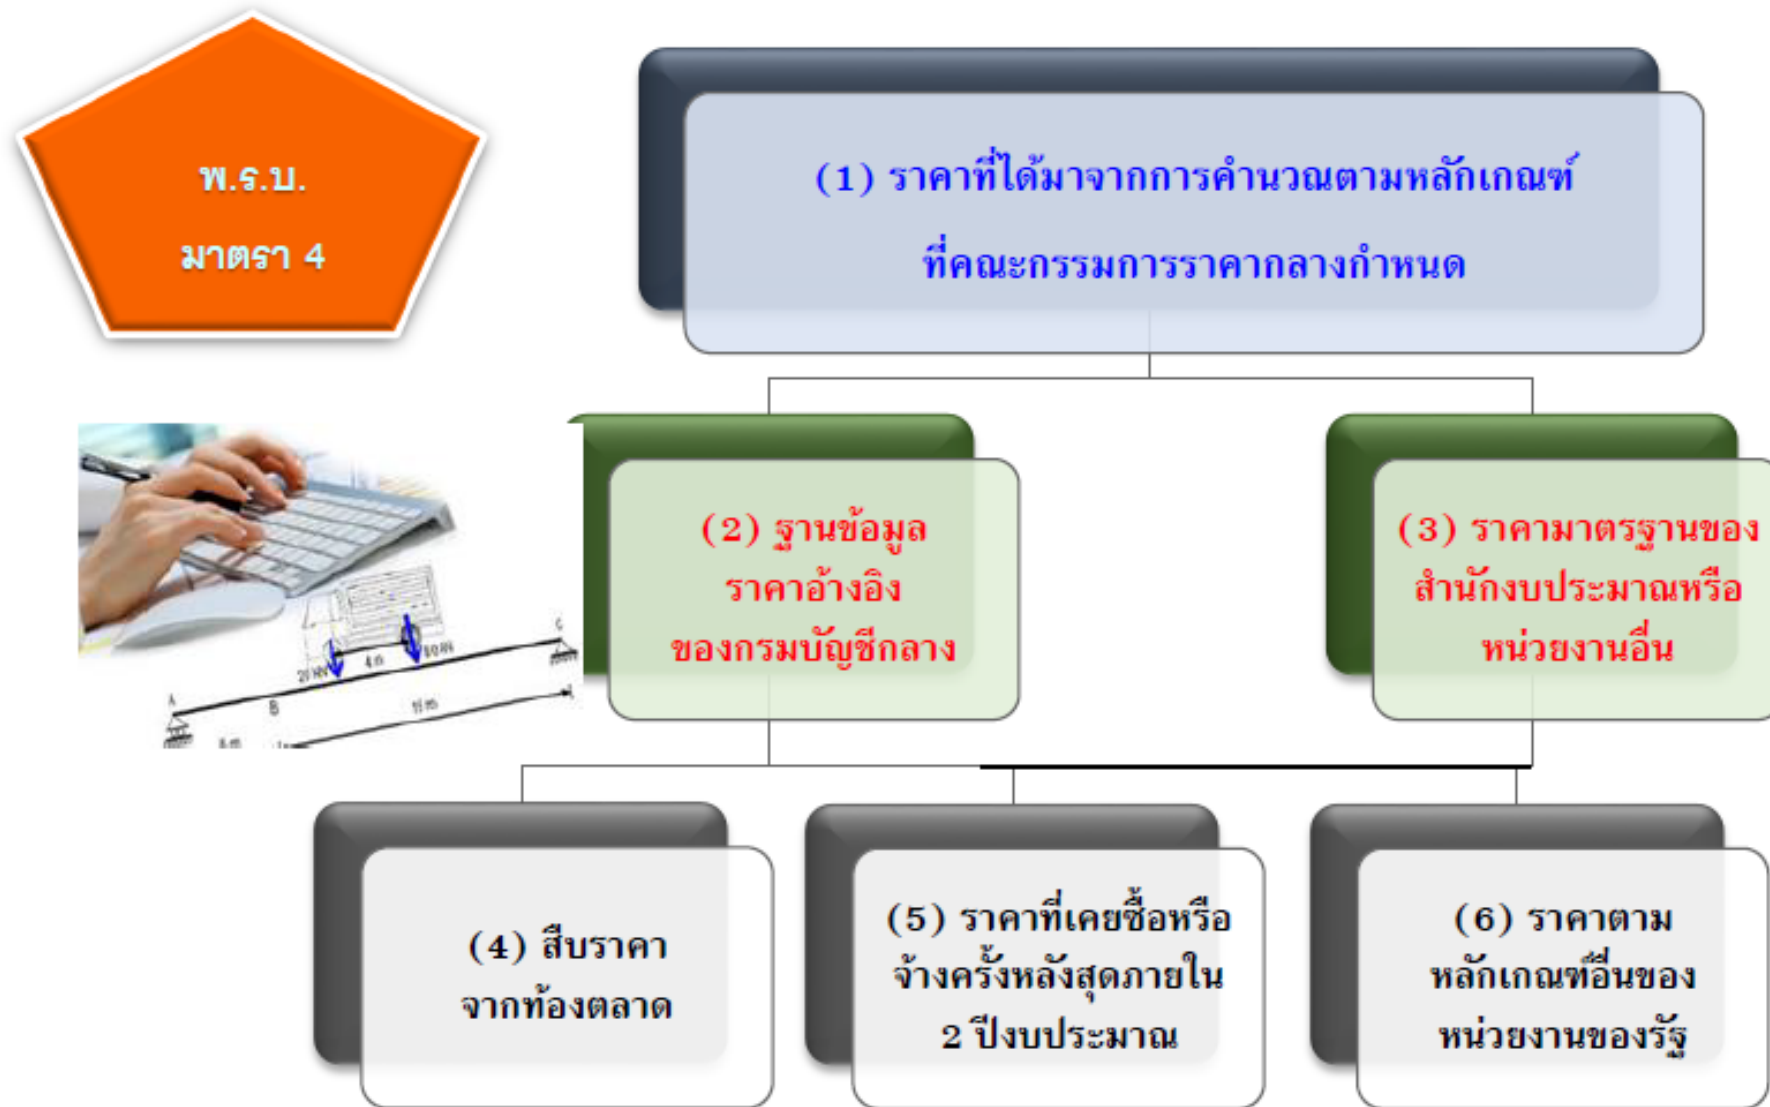 พ.ร.บ.
มาตรา 4
(1) ราคาที่ได้มาจากการคำนวณตามหลักเกณฑ์
ที่คณะกรรมการราคากลางกำหนด
(2) ฐานข้อมูล
ราคาอ้างอิง
ของกรมบัญชีกลาง
(3) ราคามาตรฐานของ
สำนักงบประมาณหรือ
หน่วยงานอื่น
A
B
C
4 m
(4) สืบราคา
จากท้องตลาด
(5) ราคาที่เคยซื้อหรือ
จ้างครั้งหลังสุดภายใน
2 ปีงบประมาณ
(6) ราคาตาม
หลักเกณฑ์อื่นของ
หน่วยงานของรัฐ